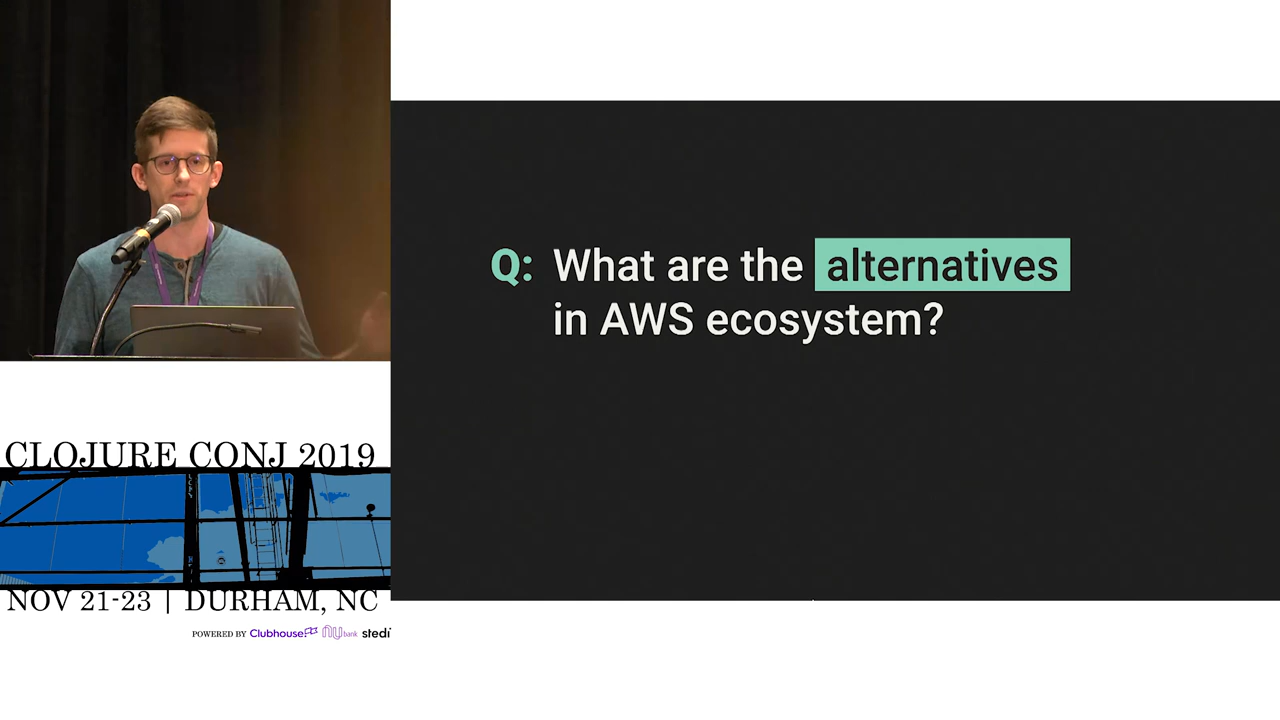 Q: What are the alternatives
in AWS ecosystem?
CLOJURE CONJ 2019
NOV 21-23 | DURHAM, NC
POWERED BY Clubhouse nu bank stedi